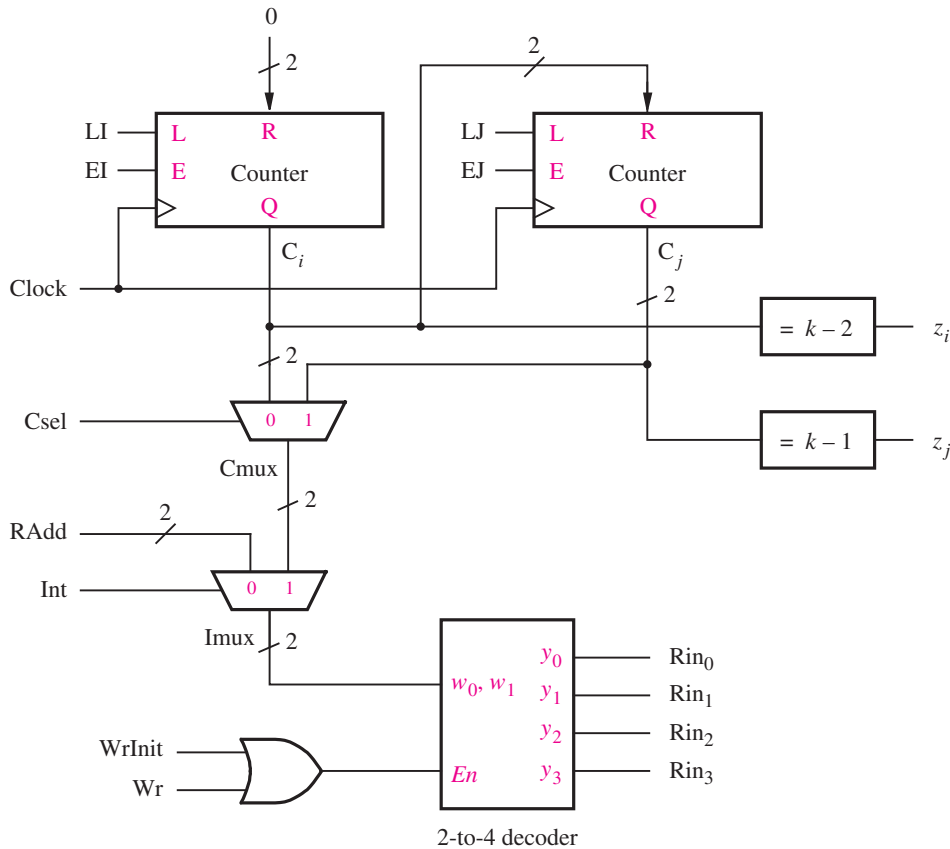 0
2
2
LI
L
R
LJ
L
R
EI
E
Counter
EJ
E
Counter
Q
Q
C_i
C_j
Clock
2
= k – 2
z_i
2
Csel
0
1
= k – 1
z_j
Cmux
2
RAdd
2
Int
0
1
Imux
2
y_0
Rin_0
w_0, w_1
y_1
Rin_1
y_2
Rin_2
WrInit
En
y_3
Rin_3
Wr
2-to-4 decoder